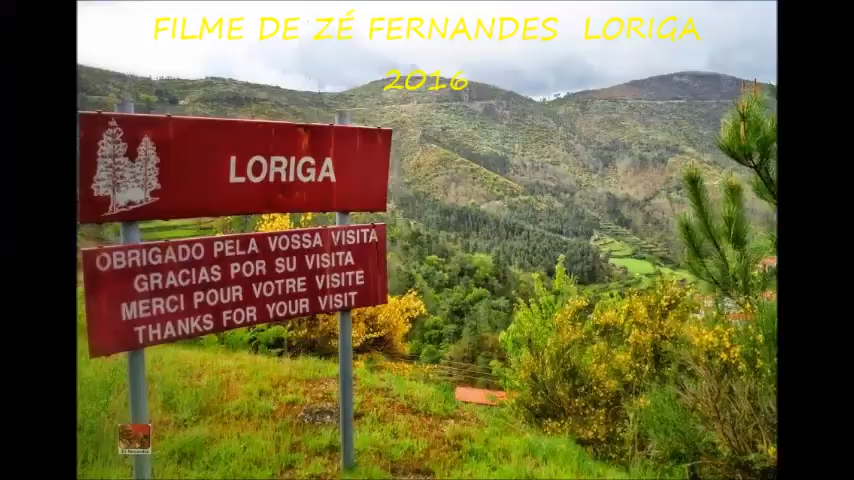 FILME DE ZÉ FERNANDES LORIGA
2016
LORIGA
OBRIGADO PELA VOSSA VISITA
GRACIAS POR SU VISITA
MERCI POUR VOTRE VISITE
THANKS FOR YOUR VISIT